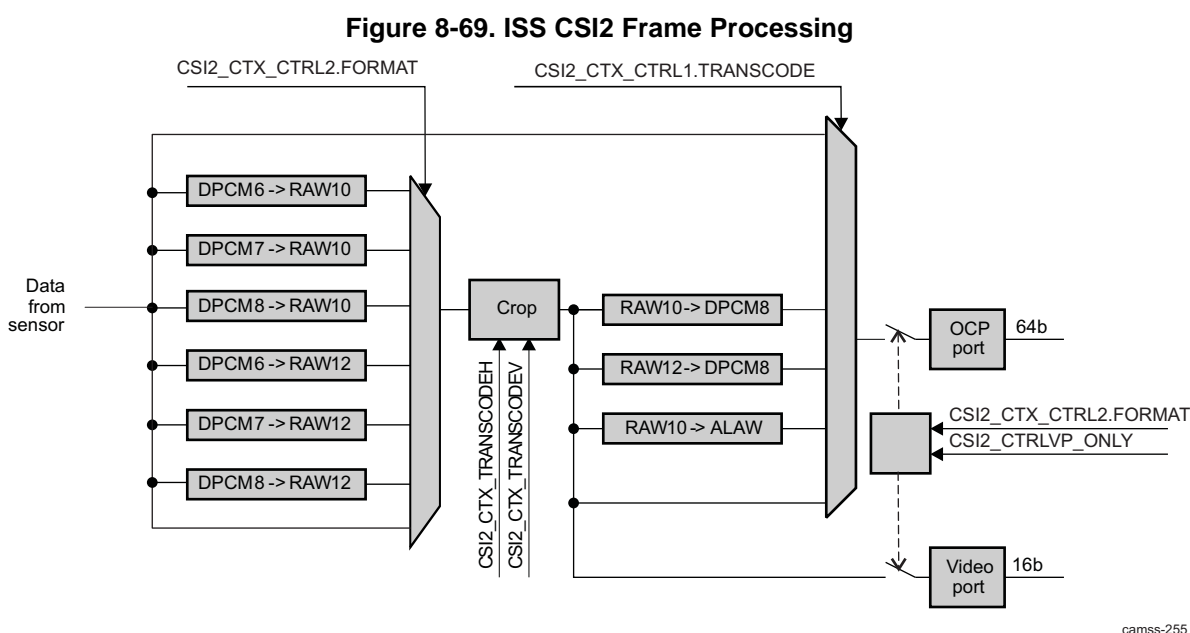 Figure 8-69. ISS CSI2 Frame Processing
CSI2_CTX_CTRL2.FORMAT
CSI2_CTX_CTRL1.TRANSCODE
DPCM6 -> RAW10
DPCM7 -> RAW10
DPCM8 -> RAW10
DPCM6 -> RAW12
DPCM7 -> RAW12
DPCM8 -> RAW12
Data
from
sensor
Crop
CSI2_CTX_TRANSCODEH
CSI2_CTX_TRANSCODEV
RAW10 -> DPCM8
RAW12 -> DPCM8
RAW10 -> ALAW
OCP
port
64b
CSI2_CTX_CTRL2.FORMAT
CSI2_CTRLVP_ONLY
Video
port
16b
camss-255